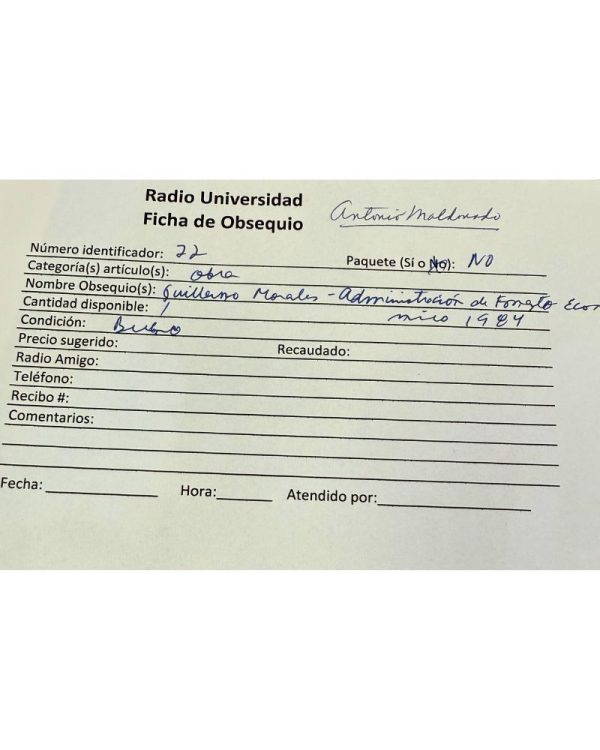 Radio Universidad
Ficha de Obsequio
Antonio Maldonado
Número identificador: 22
Paquete (Sí o No): NO
Categoría(s) artículo(s): obra
Nombre Obsequio(s): Guillermo Morales - Administración de Fomento Econ
mico 1984
Cantidad disponible: 1
Condición: Bueno
Precio sugerido:
Recaudado:
Radio Amigo:
Teléfono:
Recibo #:
Comentarios:
Fecha:
Hora:
Atendido por: